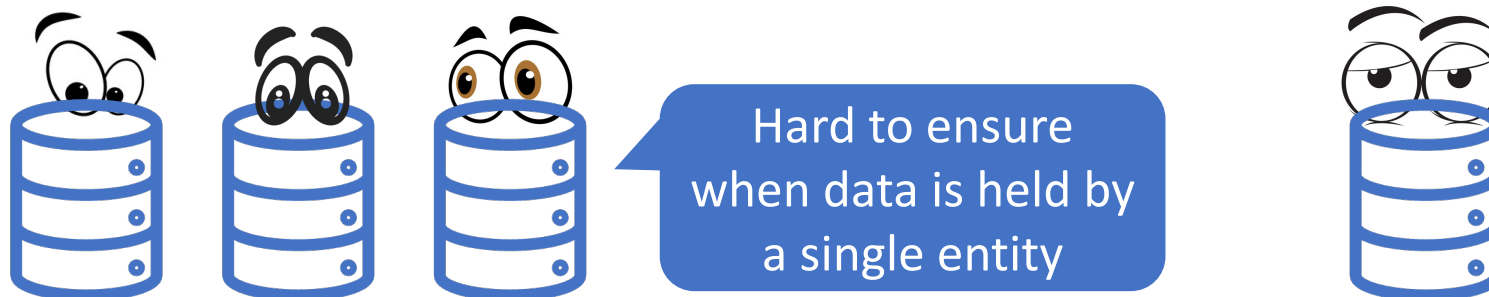 Hard to ensure
when data is held by
a single entity